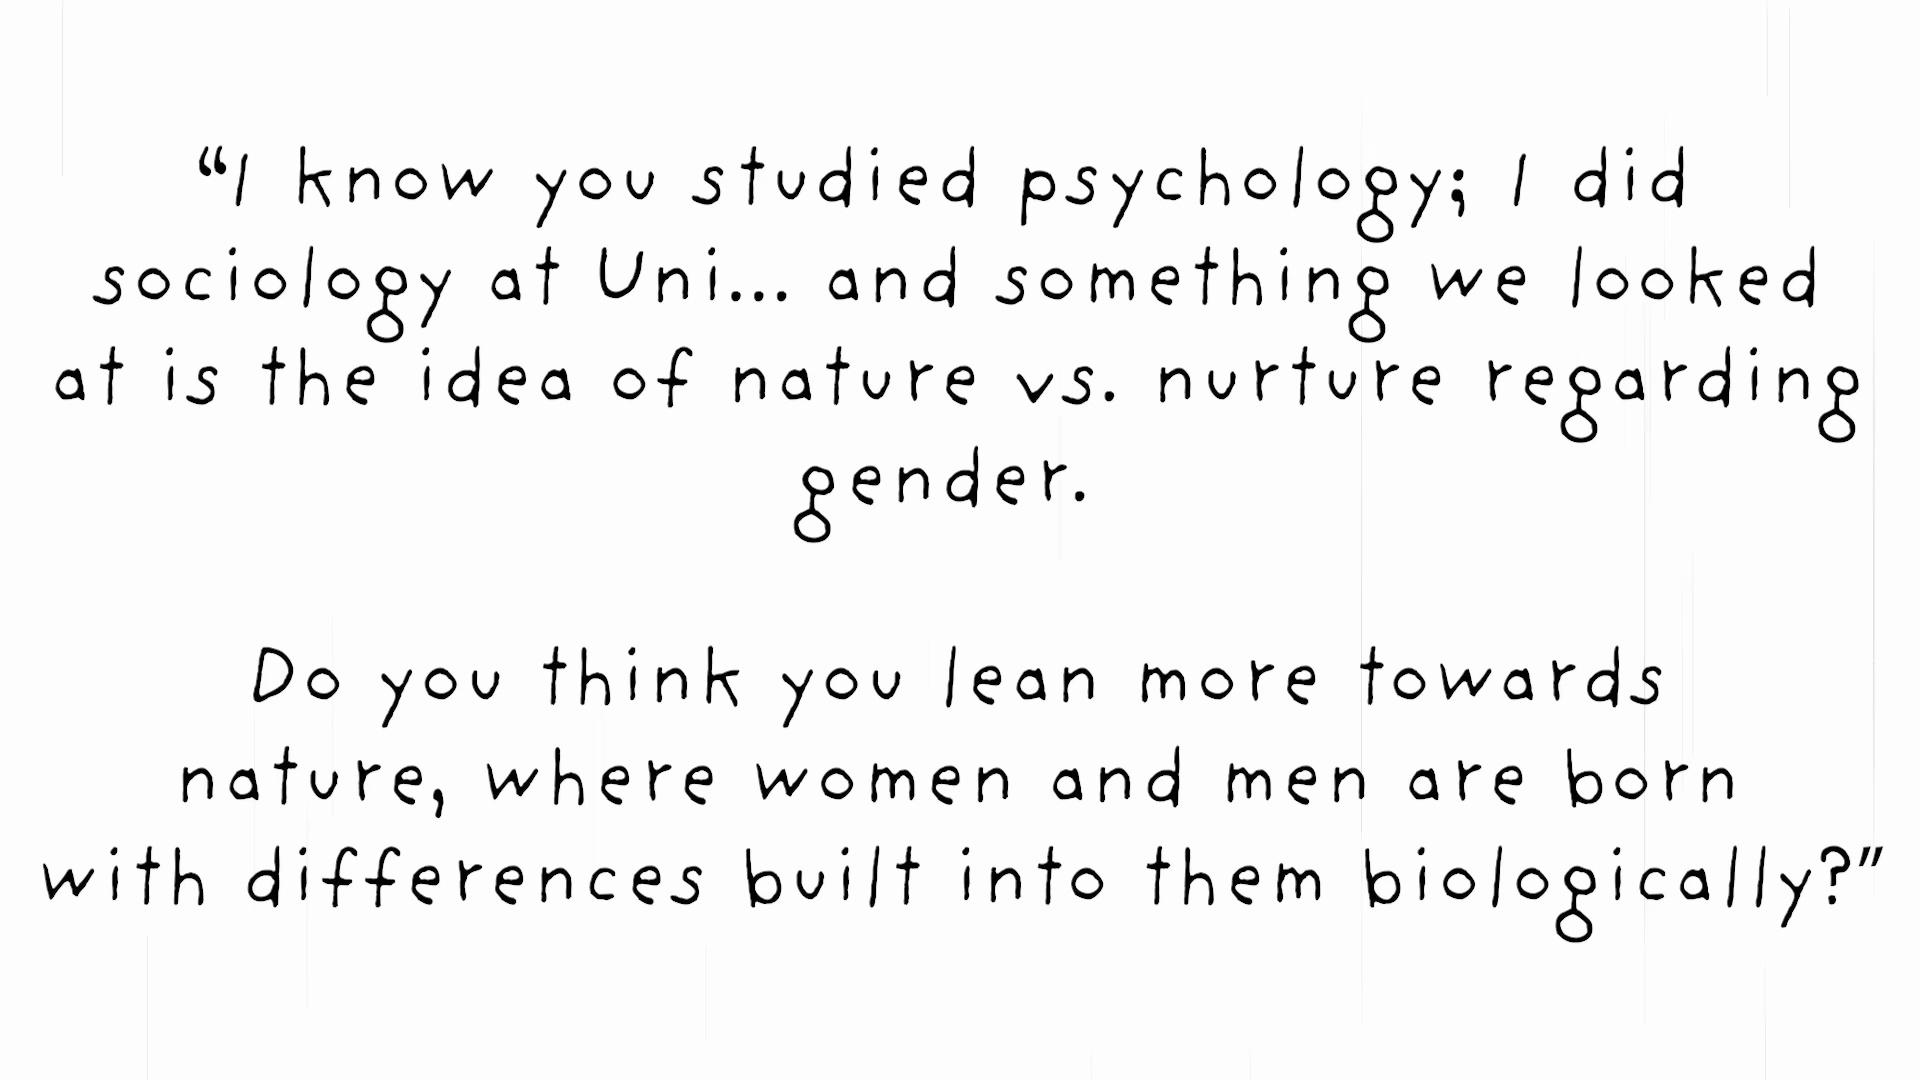 “I know you studied psychology; I did
sociology at Uni... and something we looked
at is the idea of nature vs. nurture regarding
gender.
Do you think you lean more towards
nature, where women and men are born
with differences built into them biologically?"